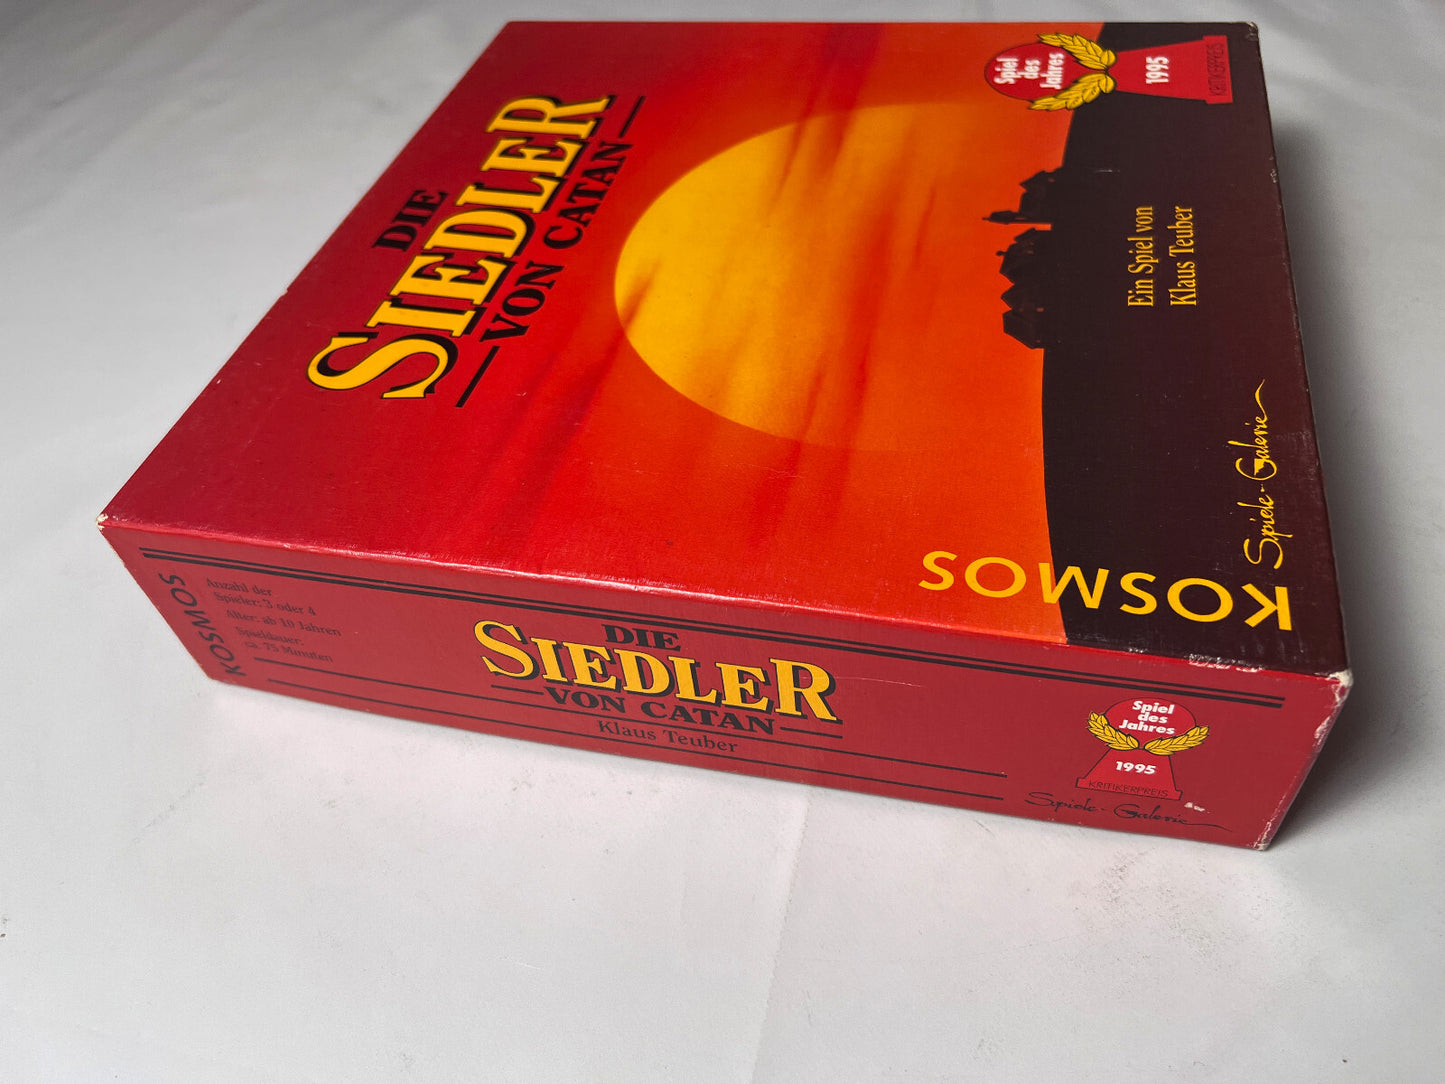 DIE
SIEDLER
VON CATAN
Spiel
des
Jahres
1995
KRITIKERPREIS
Ein Spiel von
Klaus Teuber
KOSMOS
Spiele-Galerie
KOSMOS
Anzahl der
Spieler: 3 oder 4
Alter: ab 10 Jahren
Spieldauer:
ca. 75 Minuten
DIE
SIEDLER
VON CATAN
Klaus Teuber
Spiel
des
Jahres
1995
KRITIKERPREIS
Spiele-Galerie